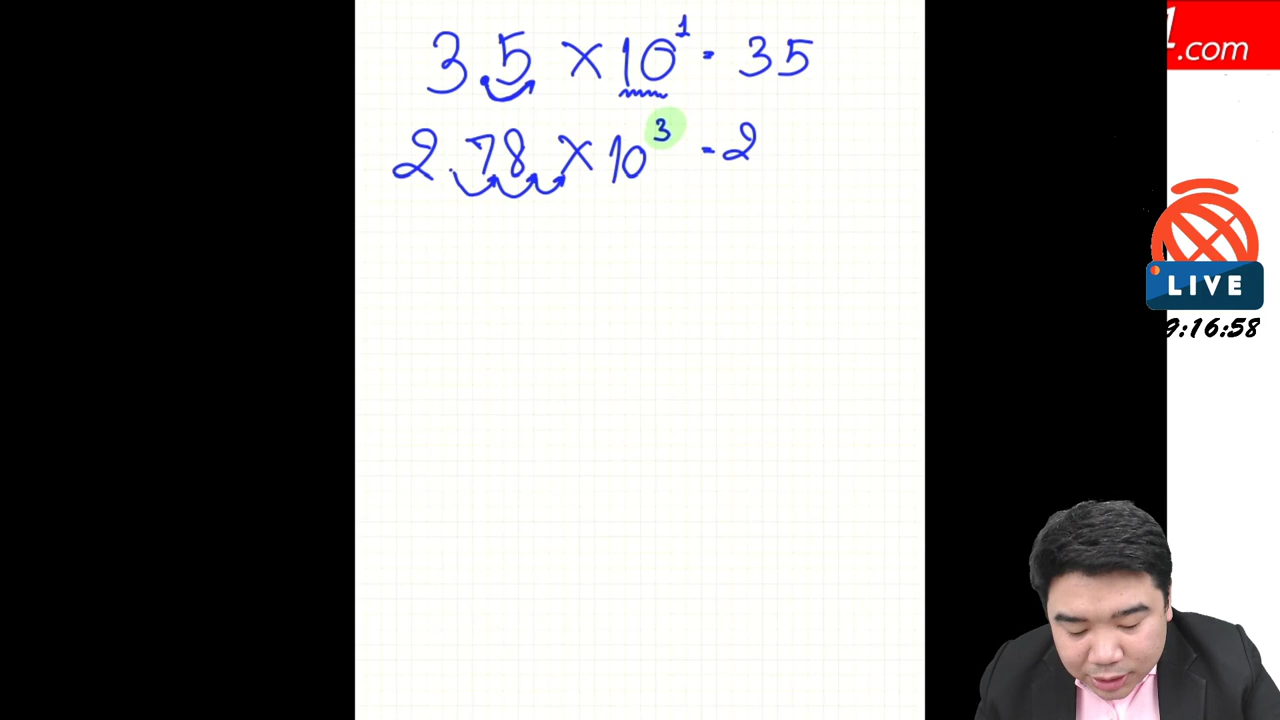 3.5 × 10¹ = 35
2.78 × 10³ = 2
.com
LIVE
9:16:58